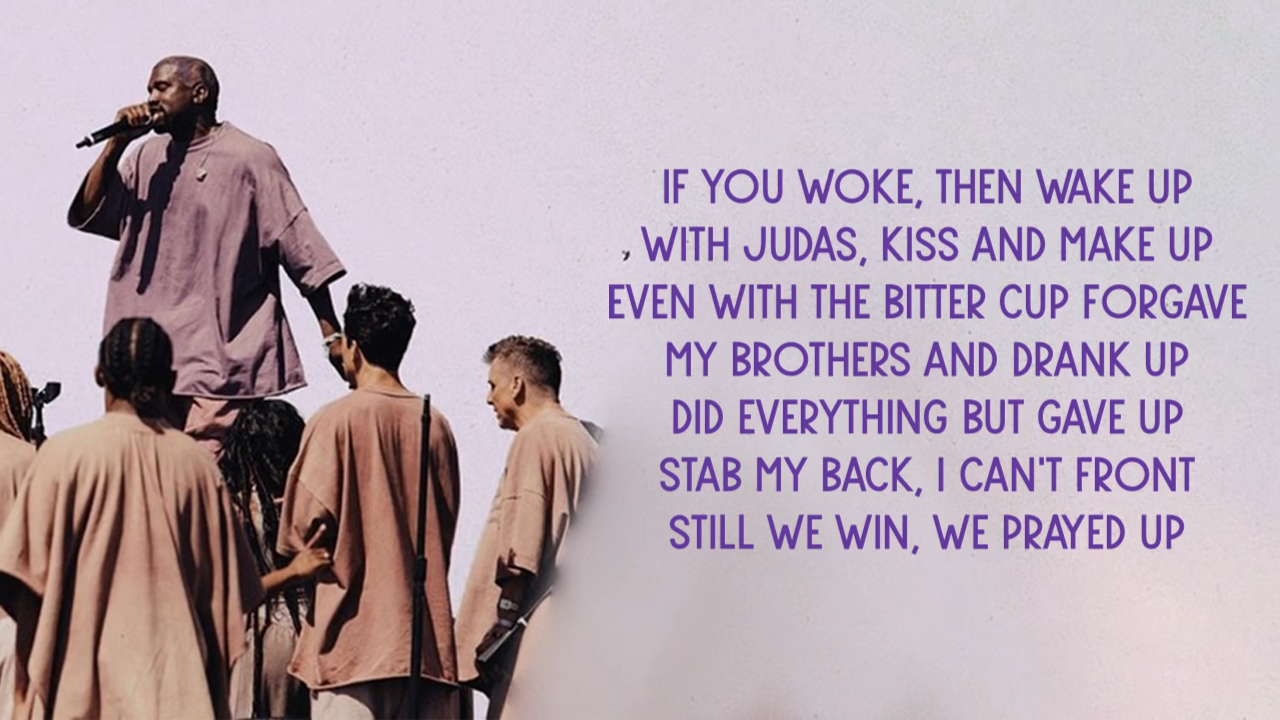 IF YOU WOKE, THEN WAKE UP
WITH JUDAS, KISS AND MAKE UP
EVEN WITH THE BITTER CUP FORGAVE
MY BROTHERS AND DRANK UP
DID EVERYTHING BUT GAVE UP
STAB MY BACK, I CAN'T FRONT
STILL WE WIN, WE PRAYED UP